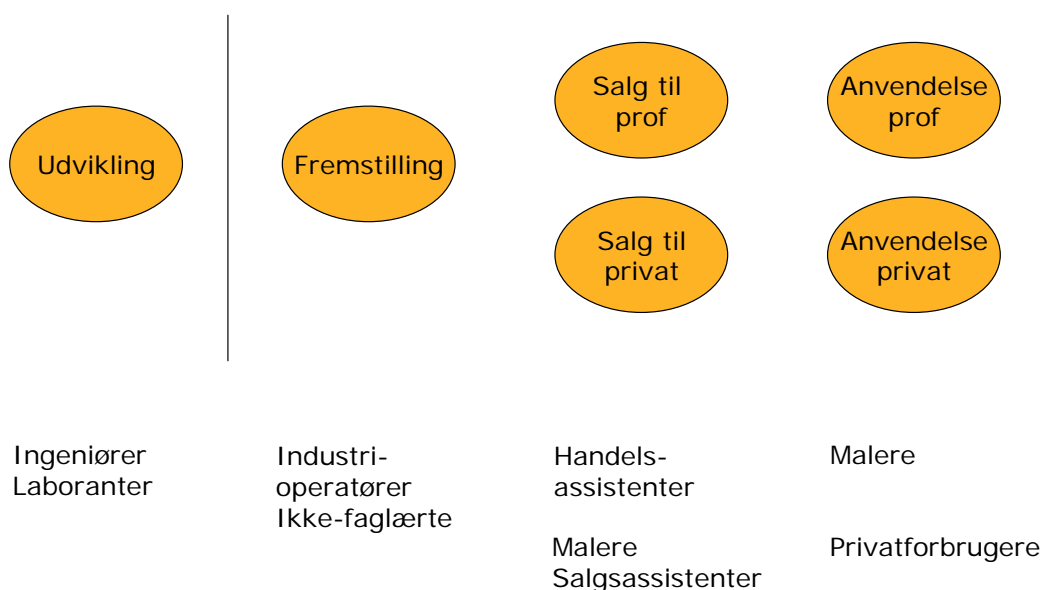 Udvikling
Fremstilling
Salg til
prof
Anvendelse
prof
Salg til
privat
Anvendelse
privat
Ingeniører
Laboranter
Industri-
operatører
Ikke-faglærte
Handels-
assistenter
Malere
Salgsassistenter
Malere
Privatforbrugere